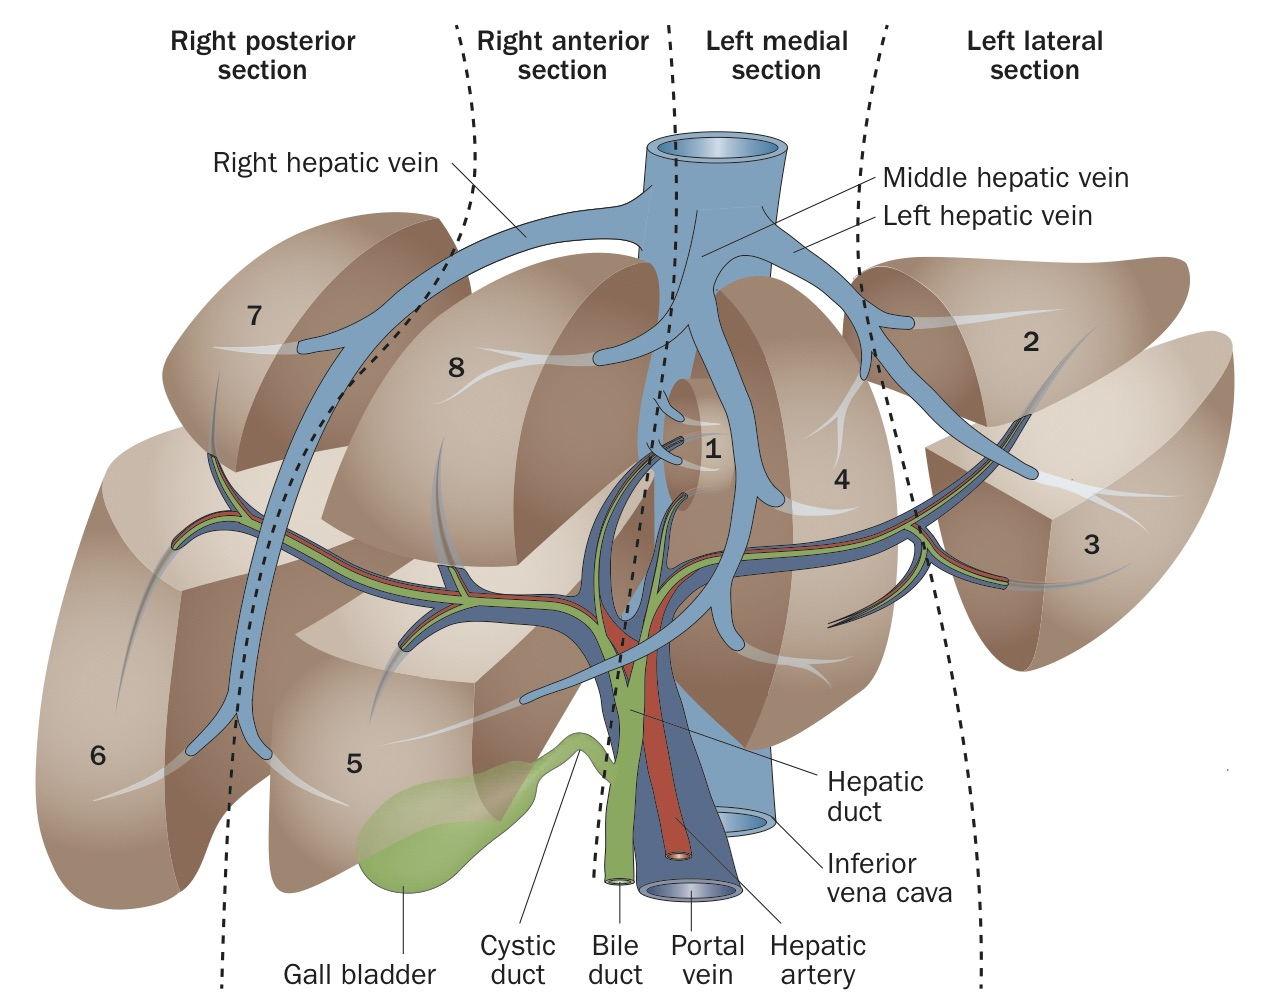 Right posterior
section
Right anterior
section
Left medial
section
Left lateral
section
Right hepatic vein
Middle hepatic vein
Left hepatic vein
7
2
8
1
4
3
6
5
Hepatic
duct
Inferior
vena cava
Gall bladder
Cystic
duct
Bile
duct
Portal
vein
Hepatic
artery